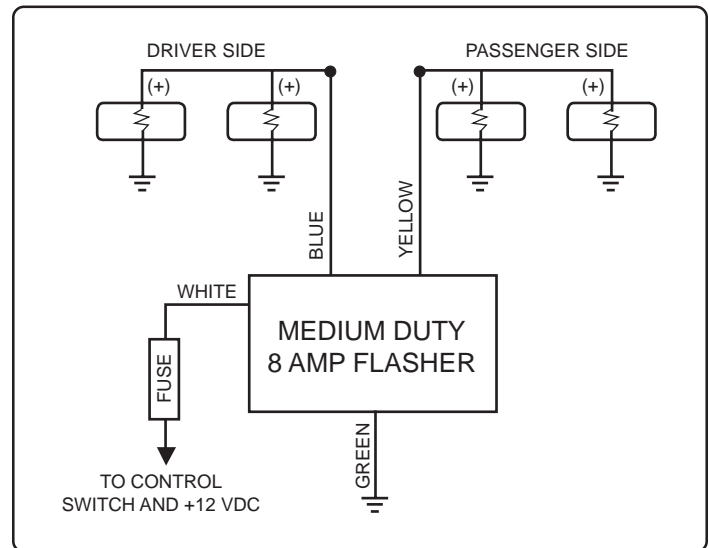 DRIVER SIDE
PASSENGER SIDE
(+)
(+)
(+)
(+)
BLUE
YELLOW
WHITE
MEDIUM DUTY
8 AMP FLASHER
FUSE
GREEN
TO CONTROL
SWITCH AND +12 VDC